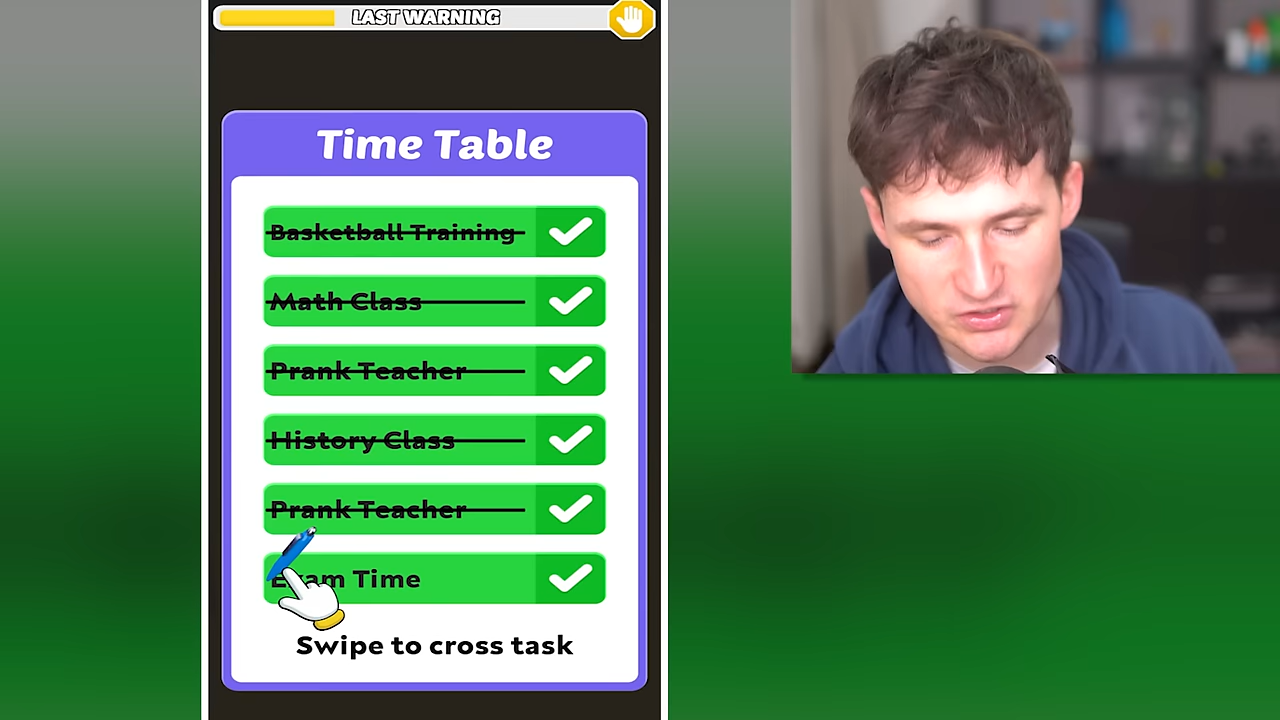 LAST WARNING
Time Table
Basketball Training
Math Class
Prank Teacher
History Class
Prank Teacher
Exam Time
Swipe to cross task